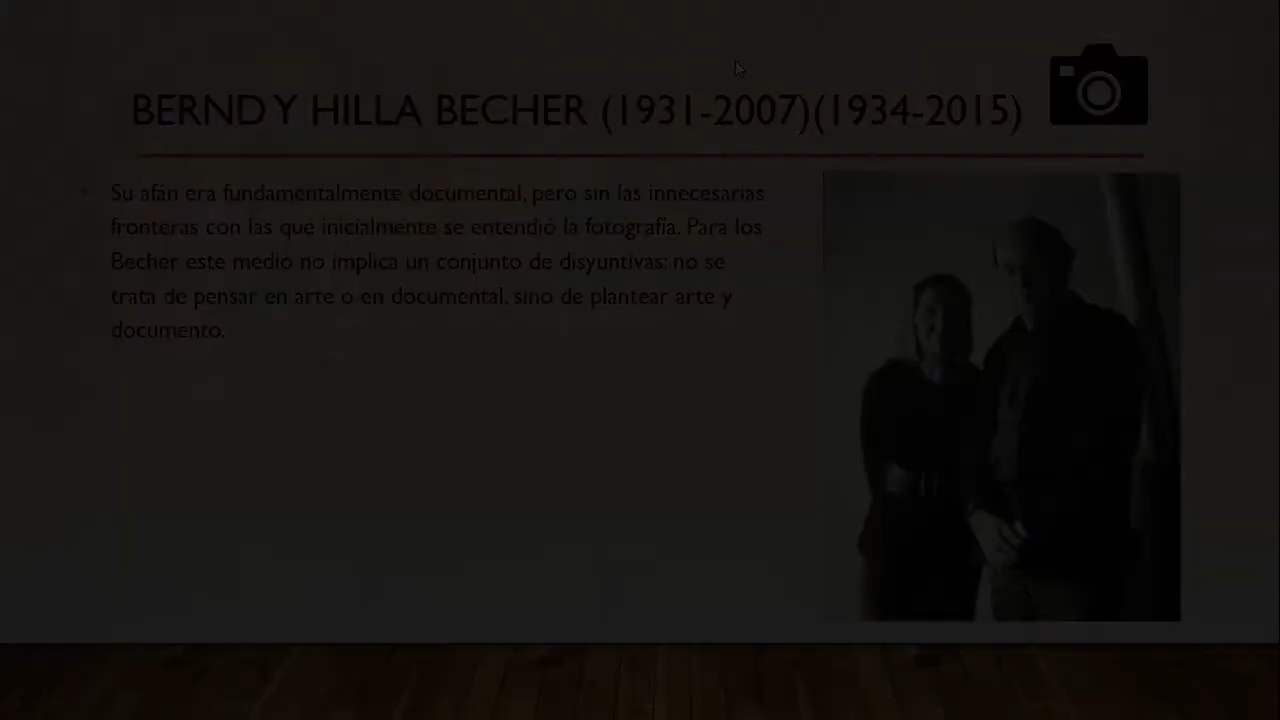 BERND Y HILLA BECHER (1931-2007)(1934-2015)
Su afán era fundamentalmente documental, pero sin las innecesarias
fronteras con las que inicialmente se entendió la fotografía. Para los
Becher este medio no implica un conjunto de disyuntivas: no se
trata de pensar en arte o en documental, sino de plantear arte y
documento.